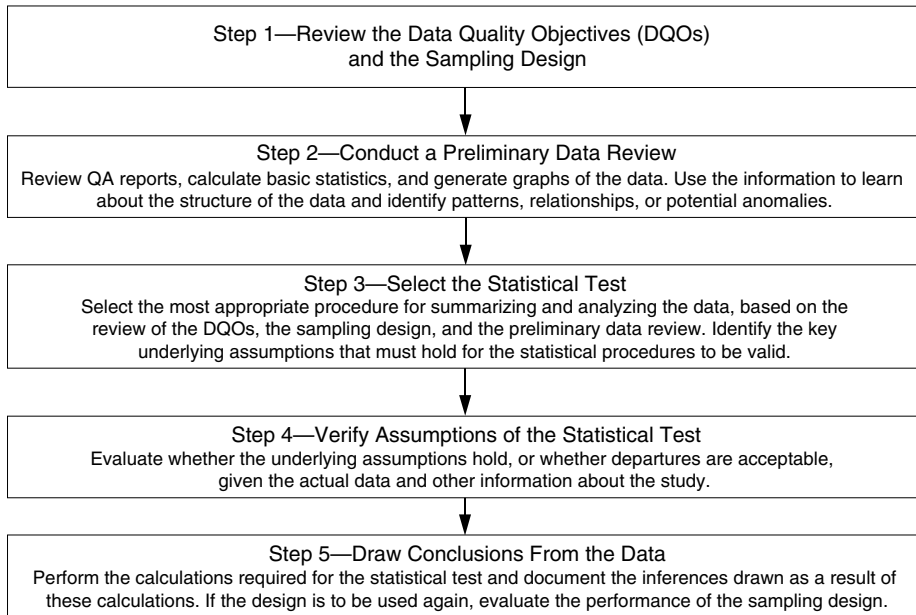 Step 1—Review the Data Quality Objectives (DQOs)
and the Sampling Design
Step 2—Conduct a Preliminary Data Review
Review QA reports, calculate basic statistics, and generate graphs of the data. Use the information to learn
about the structure of the data and identify patterns, relationships, or potential anomalies.
Step 3—Select the Statistical Test
Select the most appropriate procedure for summarizing and analyzing the data, based on the
review of the DQOs, the sampling design, and the preliminary data review. Identify the key
underlying assumptions that must hold for the statistical procedures to be valid.
Step 4—Verify Assumptions of the Statistical Test
Evaluate whether the underlying assumptions hold, or whether departures are acceptable,
given the actual data and other information about the study.
Step 5—Draw Conclusions From the Data
Perform the calculations required for the statistical test and document the inferences drawn as a result of
these calculations. If the design is to be used again, evaluate the performance of the sampling design.